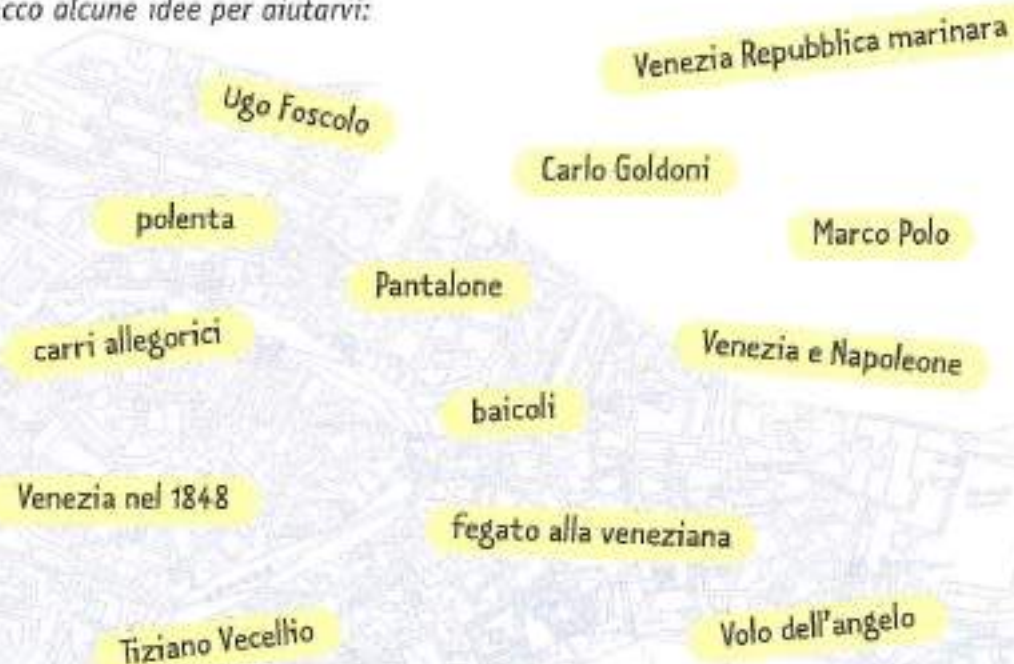 cco alcune idee per aiutarvi:
Venezia Repubblica marinara
Ugo Foscolo
Carlo Goldoni
polenta
Marco Polo
Pantalone
carri allegorici
Venezia e Napoleone
baicoli
Venezia nel 1848
fegato alla veneziana
Tiziano Vecellio
Volo dell'angelo